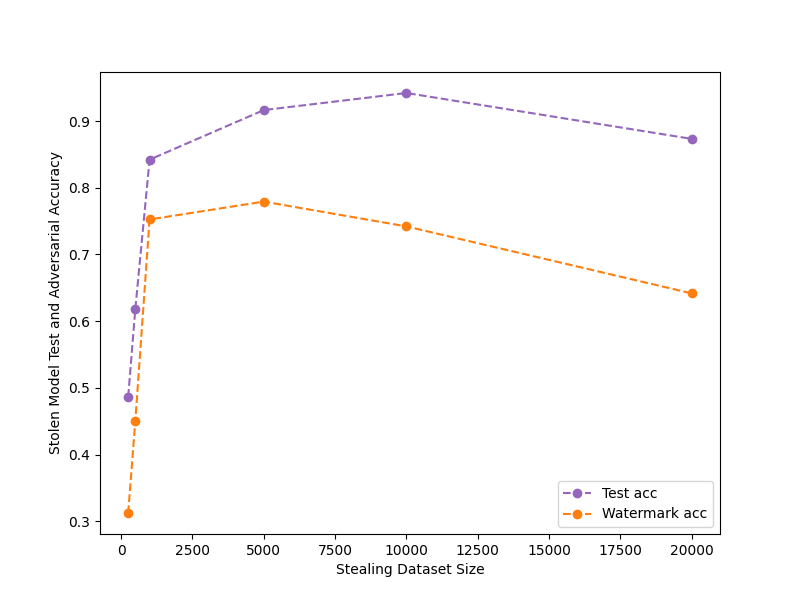 0.9
0.8
0.7
0.6
0.5
0.4
0.3
Stolen Model Test and Adversarial Accuracy
Test acc
Watermark acc
0 2500 5000 7500 10000 12500 15000 17500 20000
Stealing Dataset Size